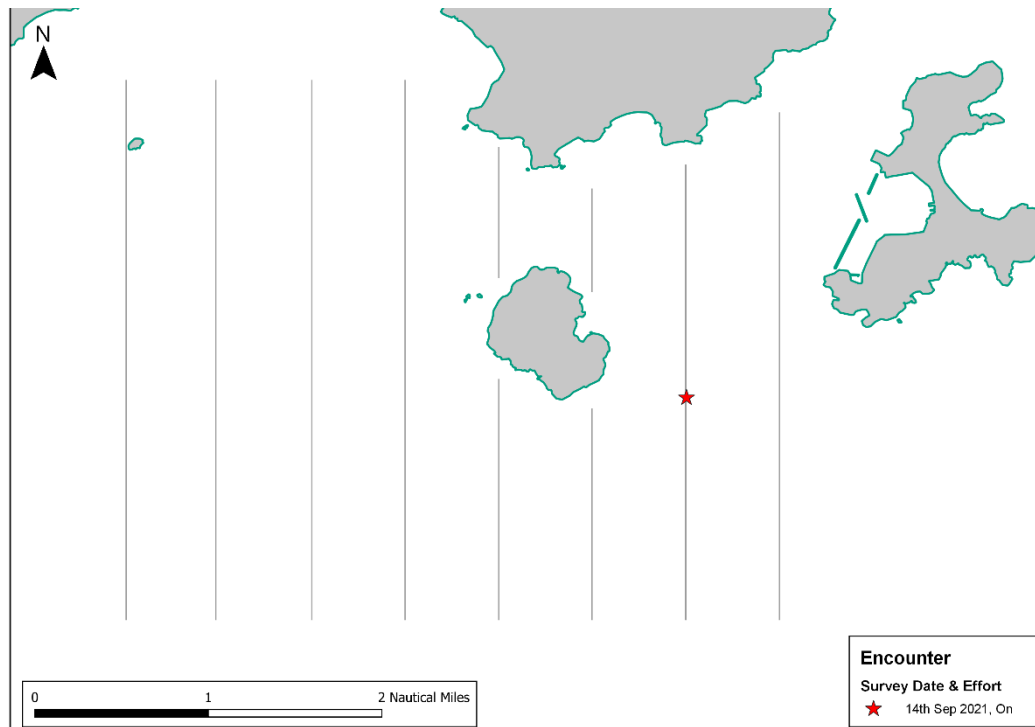 N
0 1 2 Nautical Miles
Encounter
Survey Date & Effort
14th Sep 2021, On